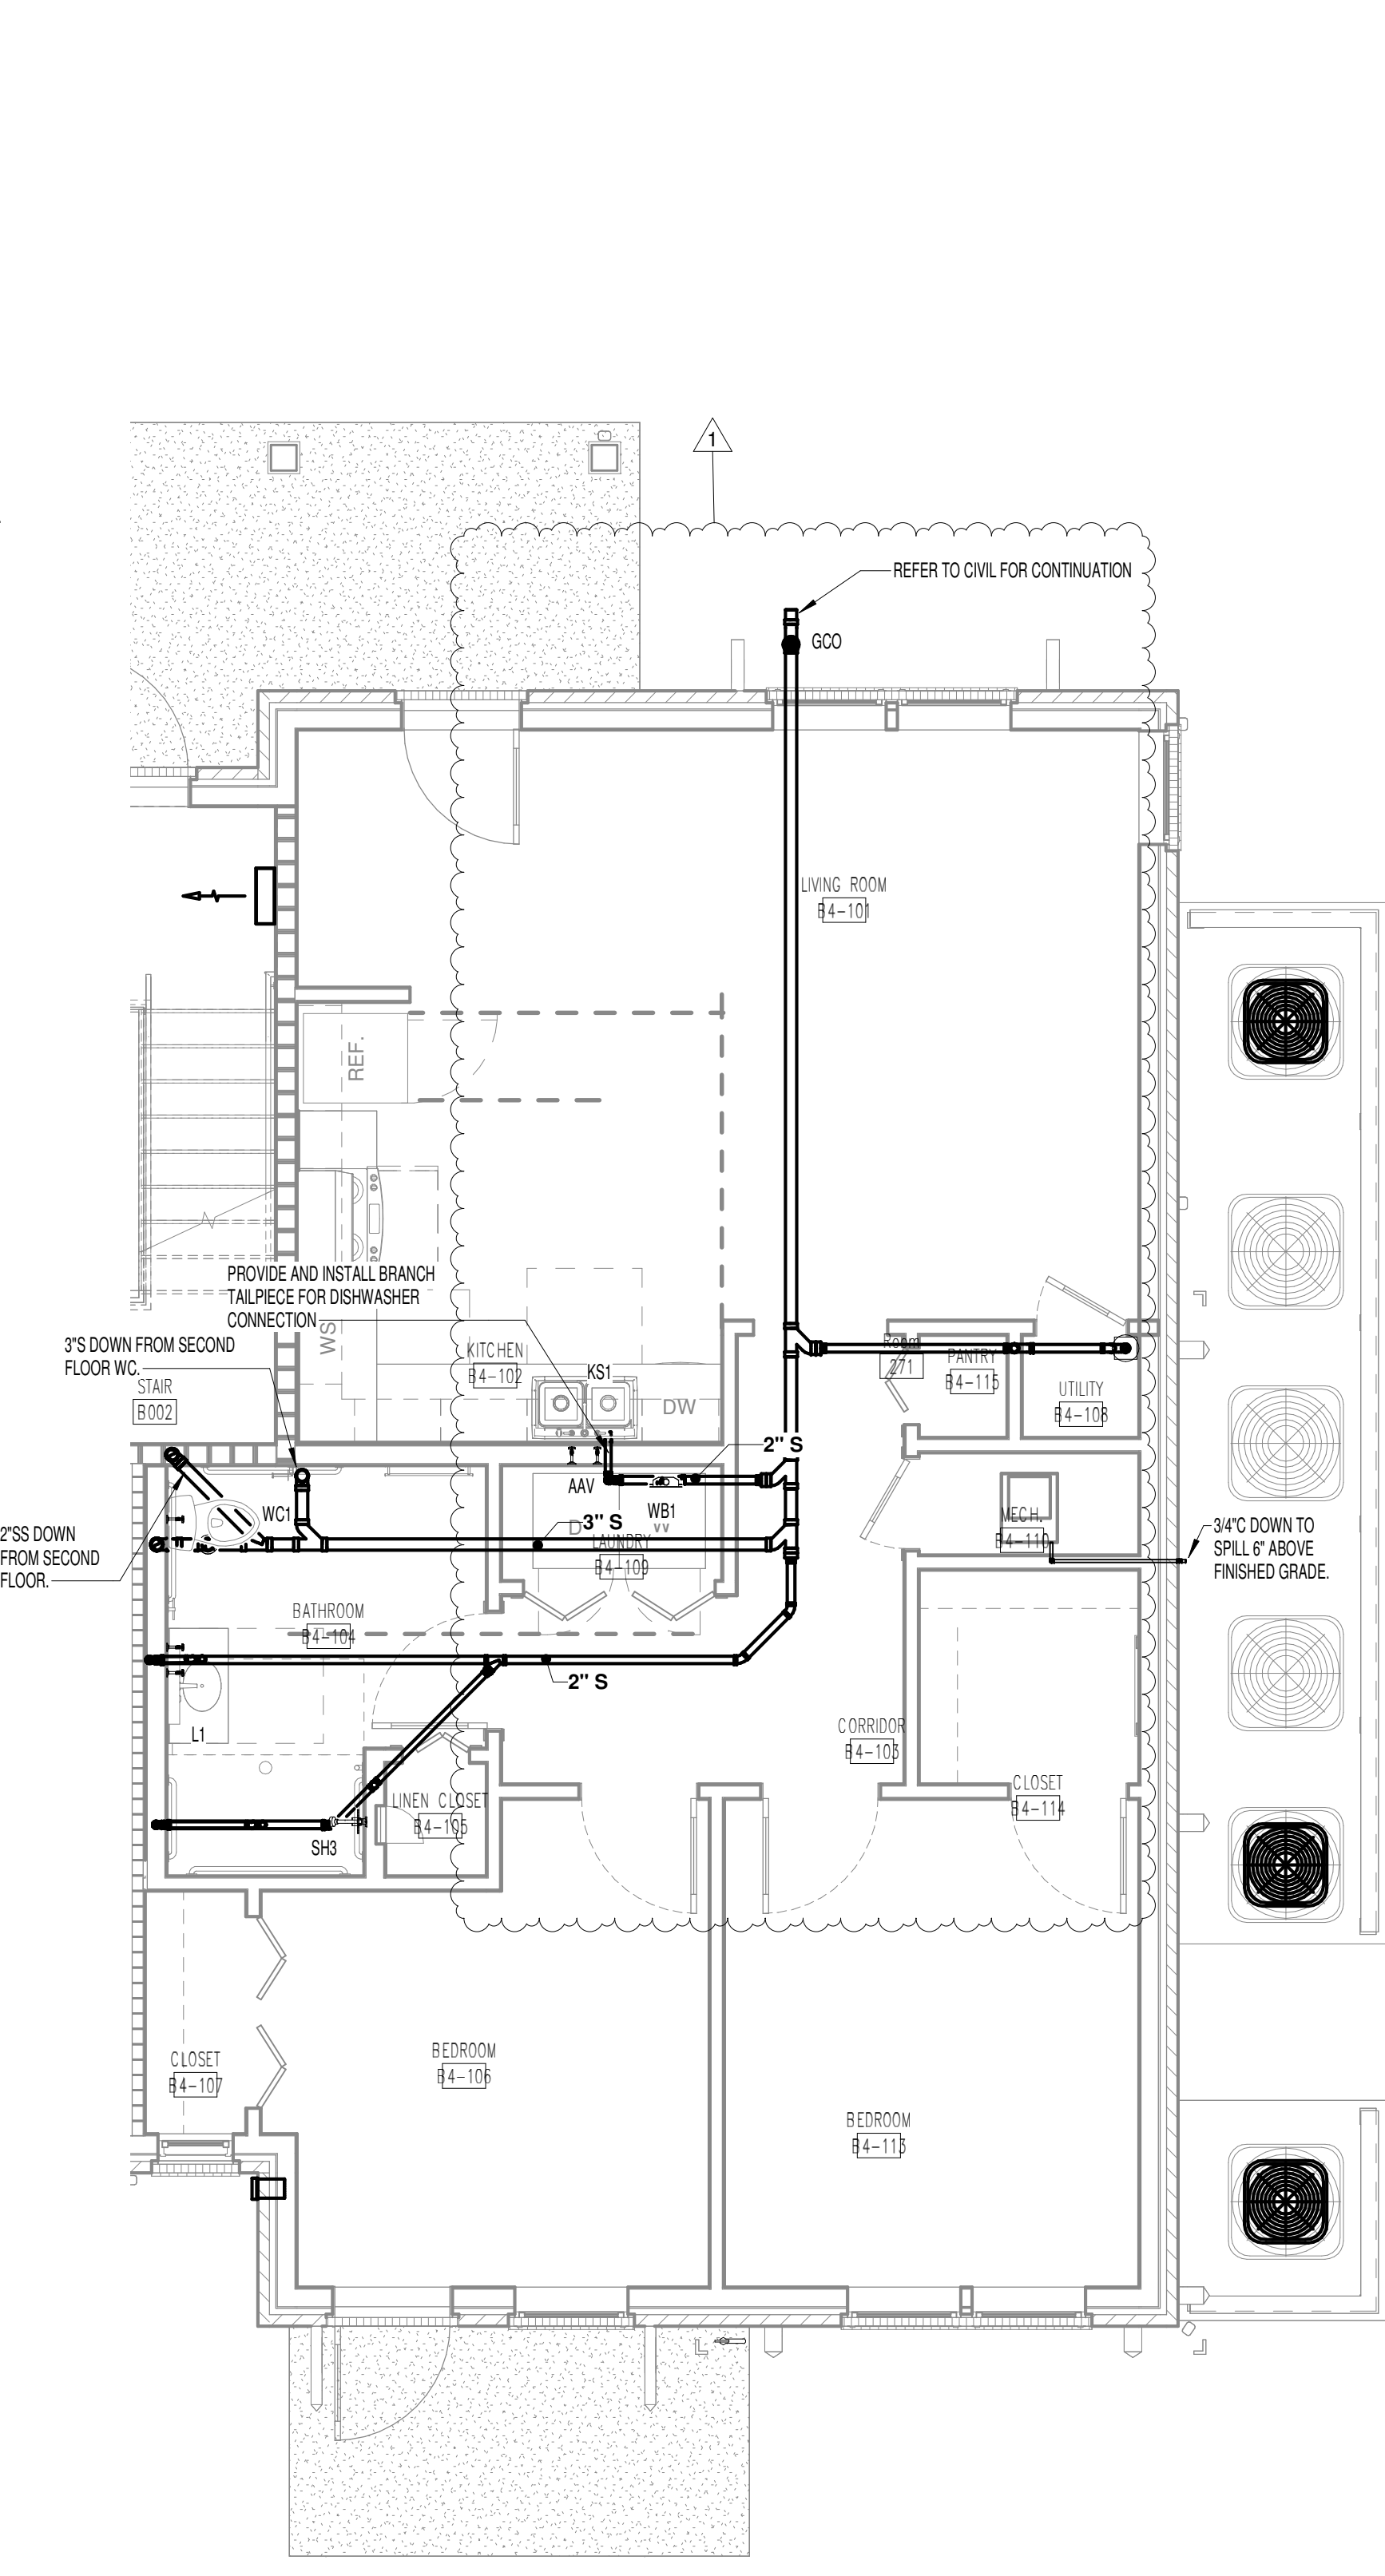 1
REFER TO CIVIL FOR CONTINUATION
GCO
LIVING ROOM
B4-101
REF.
PROVIDE AND INSTALL BRANCH
TAILPIECE FOR DISHWASHER
CONNECTION
WS
3"S DOWN FROM SECOND
FLOOR WC.
STAIR
B002
KITCHEN
B4-102
KS1
DW
Room
271
PANTRY
B4-115
UTILITY
B4-108
2" S
AAV
WB1
WC1
3" S
D
W
LAUNDRY
B4-109
MECH.
B4-110
2"SS DOWN
FROM SECOND
FLOOR.
3/4"C DOWN TO
SPILL 6" ABOVE
FINISHED GRADE.
BATHROOM
B4-104
2" S
L1
CORRIDOR
B4-103
CLOSET
B4-114
LINEN CLOSET
B4-105
SH3
CLOSET
B4-107
BEDROOM
B4-106
BEDROOM
B4-113